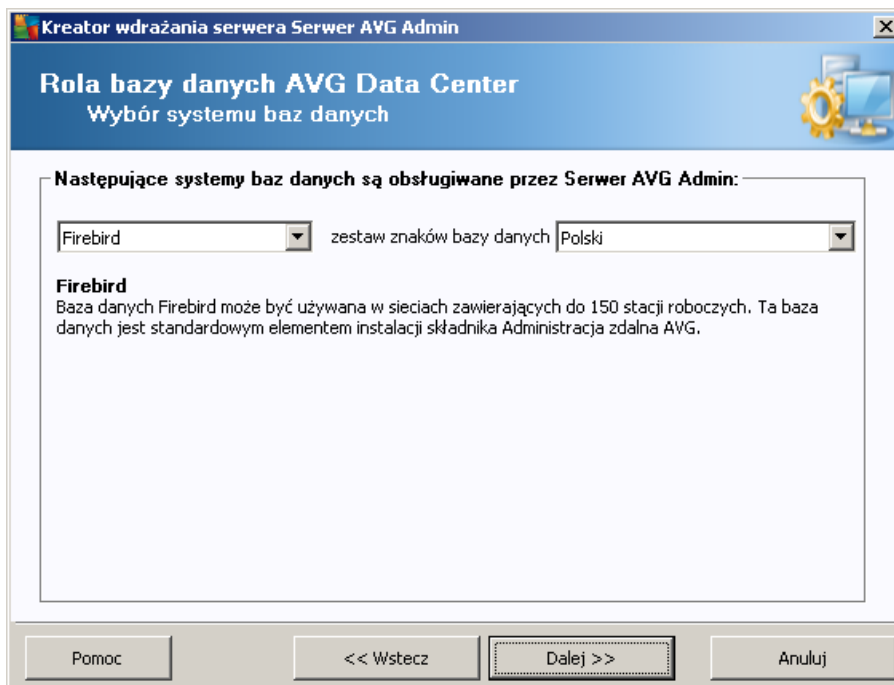 Kreator wdrażania serwera Serwer AVG Admin
Rola bazy danych AVG Data Center
Wybór systemu baz danych
Następujące systemy baz danych są obsługiwane przez Serwer AVG Admin:
Firebird zestaw znaków bazy danych Polski
Firebird
Baza danych Firebird może być używana w sieciach zawierających do 150 stacji roboczych. Ta baza
danych jest standardowym elementem instalacji składnika Administracja zdalna AVG.
Pomoc << Wstecz Dalej >> Anuluj